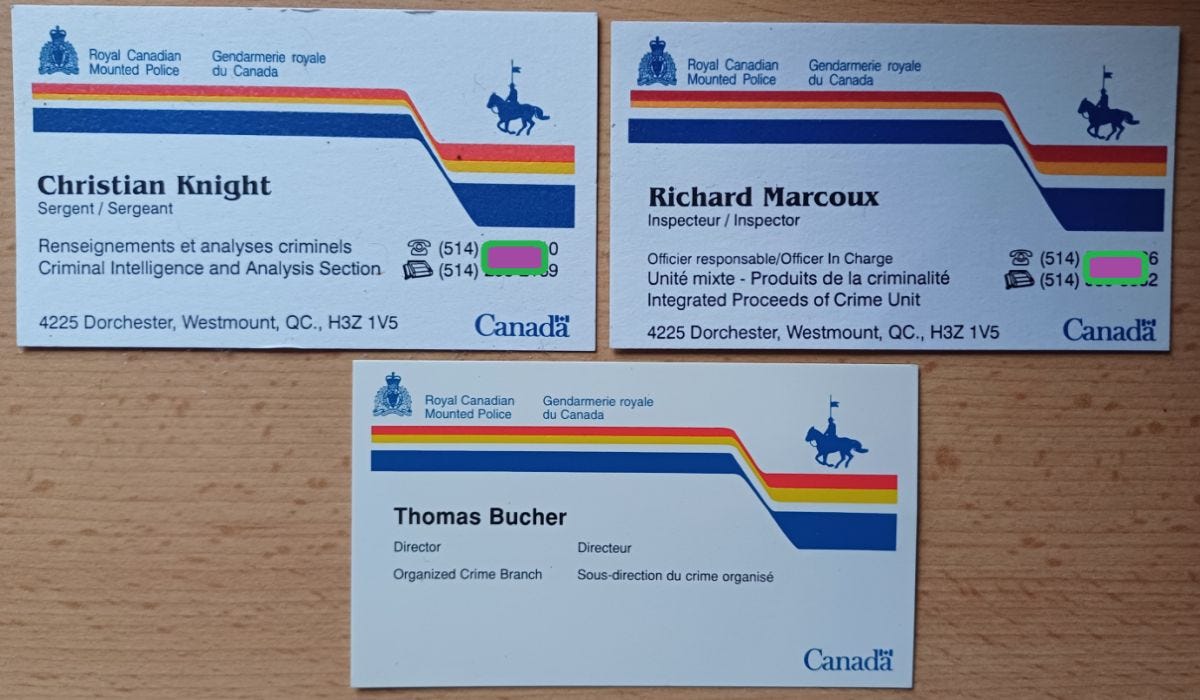 Royal Canadian Mounted Police
Gendarmerie royale du Canada
Christian Knight
Sergent / Sergeant
Renseignements et analyses criminels
Criminal Intelligence and Analysis Section
(514) 0
(514) 9
4225 Dorchester, Westmount, QC., H3Z 1V5
Canada
Royal Canadian Mounted Police
Gendarmerie royale du Canada
Richard Marcoux
Inspecteur / Inspector
Officier responsable/Officer In Charge
Unité mixte - Produits de la criminalité
Integrated Proceeds of Crime Unit
(514) 6
(514) 2
4225 Dorchester, Westmount, QC., H3Z 1V5
Canada
Royal Canadian Mounted Police
Gendarmerie royale du Canada
Thomas Bucher
Director
Directeur
Organized Crime Branch
Sous-direction du crime organisé
Canada